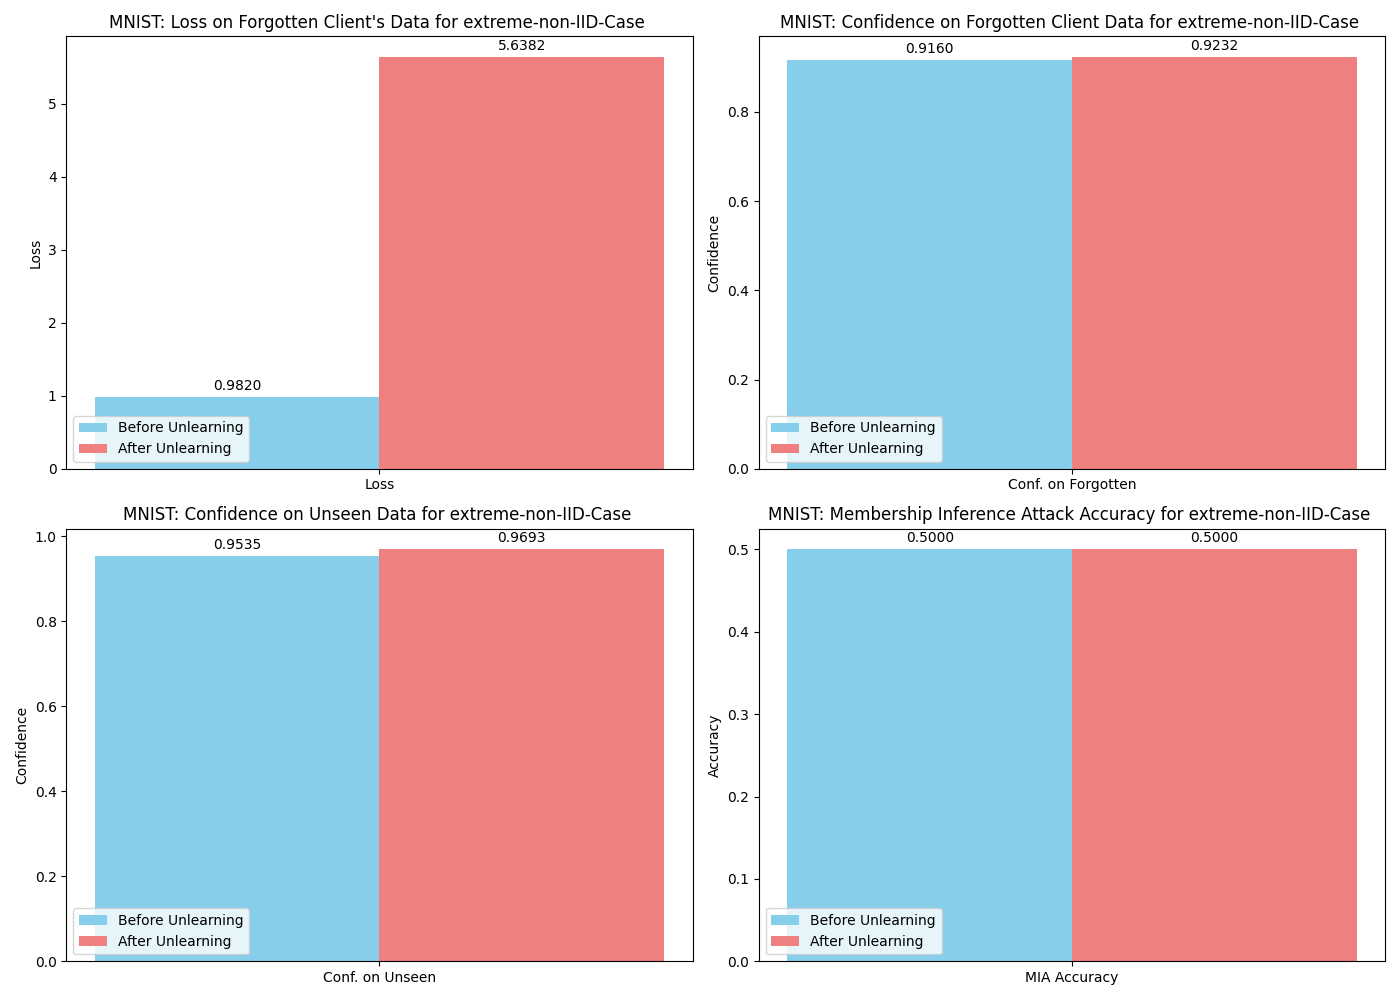 MNIST: Loss on Forgotten Client's Data for extreme-non-IID-Case
5.6382
5
4
3
2
1
0
Loss
0.9820
Before Unlearning
After Unlearning
Loss
MNIST: Confidence on Forgotten Client Data for extreme-non-IID-Case
0.9160
0.9232
0.8
0.6
0.4
0.2
0.0
Confidence
Before Unlearning
After Unlearning
Conf. on Forgotten
MNIST: Confidence on Unseen Data for extreme-non-IID-Case
0.9535
0.9693
1.0
0.8
0.6
0.4
0.2
0.0
Confidence
Before Unlearning
After Unlearning
Conf. on Unseen
MNIST: Membership Inference Attack Accuracy for extreme-non-IID-Case
0.5000
0.5000
0.5
0.4
0.3
0.2
0.1
0.0
Accuracy
Before Unlearning
After Unlearning
MIA Accuracy